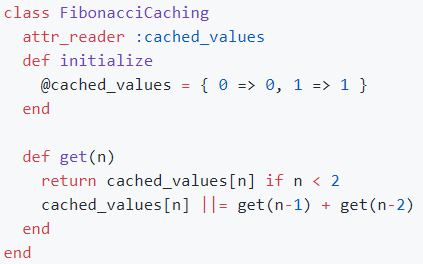 class FibonacciCaching
  attr_reader :cached_values
  def initialize
    @cached_values = { 0 => 0, 1 => 1 }
  end

  def get(n)
    return cached_values[n] if n < 2
    cached_values[n] ||= get(n-1) + get(n-2)
  end
end